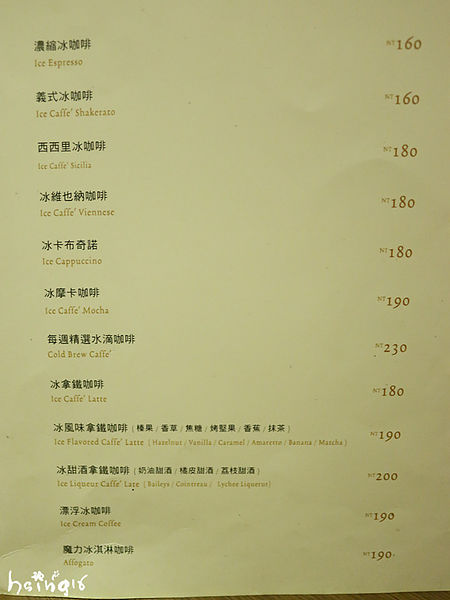 濃縮冰咖啡 NT160
Ice Espresso
義式冰咖啡 NT160
Ice Caffe' Shakerato
西西里冰咖啡 NT180
Ice Caffe' Sicilia
冰維也納咖啡 NT180
Ice Caffe' Viennese
冰卡布奇諾 NT180
Ice Cappuccino
冰摩卡咖啡 NT190
Ice Caffe' Mocha
每週精選水滴咖啡 NT230
Cold Brew Caffe'
冰拿鐵咖啡 NT180
Ice Caffe' Latte
冰風味拿鐵咖啡 ( 榛果 / 香草 / 焦糖 / 烤堅果 / 香蕉 / 抹茶 ) NT190
Ice Flavored Caffe' Latte ( Hazelnut / Vanilla / Caramel / Amaretto / Banana / Matcha )
冰甜酒拿鐵咖啡 ( 奶油甜酒 / 橘皮甜酒 / 荔枝甜酒 ) NT200
Ice Liqueur Caffe' Late ( Baileys / Cointreau / Lychee Liqueur )
漂浮冰咖啡 NT190
Ice Cream Coffee
魔力冰淇淋咖啡 NT190
Affogato
hsing16